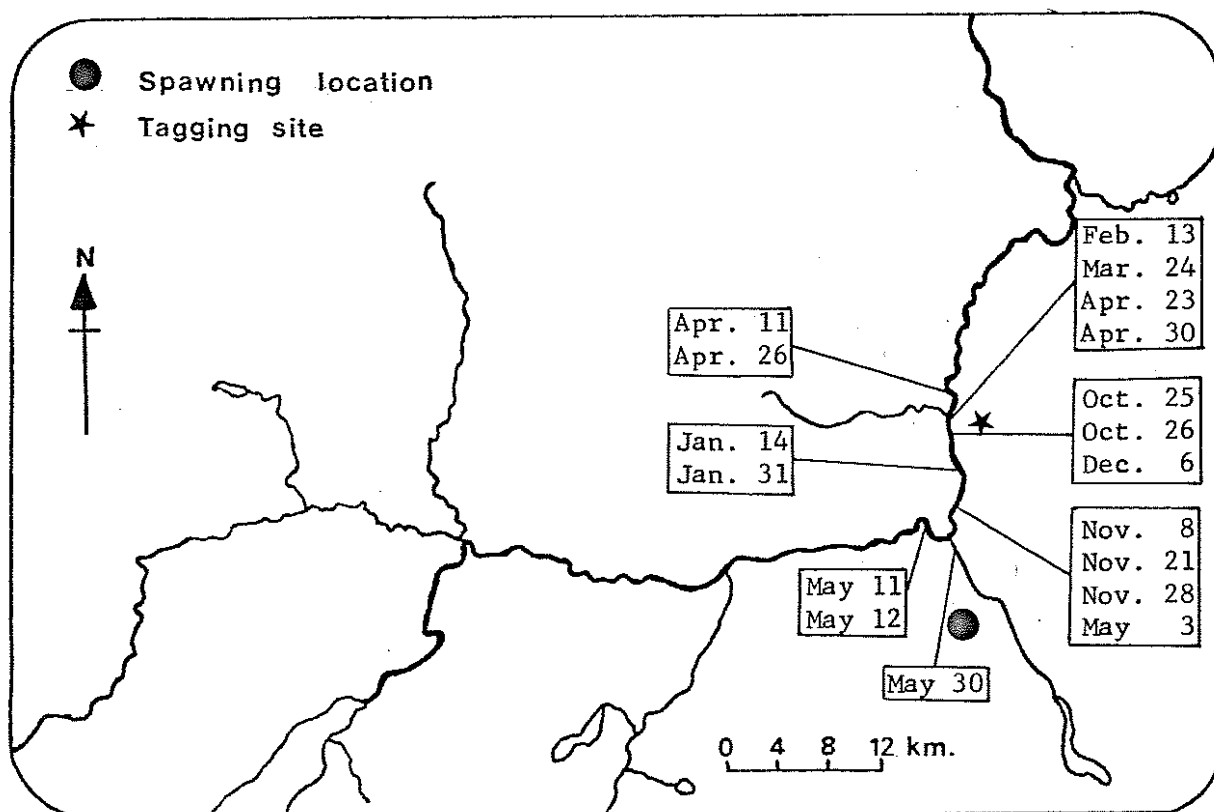 Spawning location
Tagging site
N
Feb. 13
Mar. 24
Apr. 23
Apr. 30
Apr. 11
Apr. 26
Oct. 25
Oct. 26
Dec. 6
Jan. 14
Jan. 31
Nov. 8
Nov. 21
Nov. 28
May 3
May 11
May 12
May 30
0 4 8 12 km.